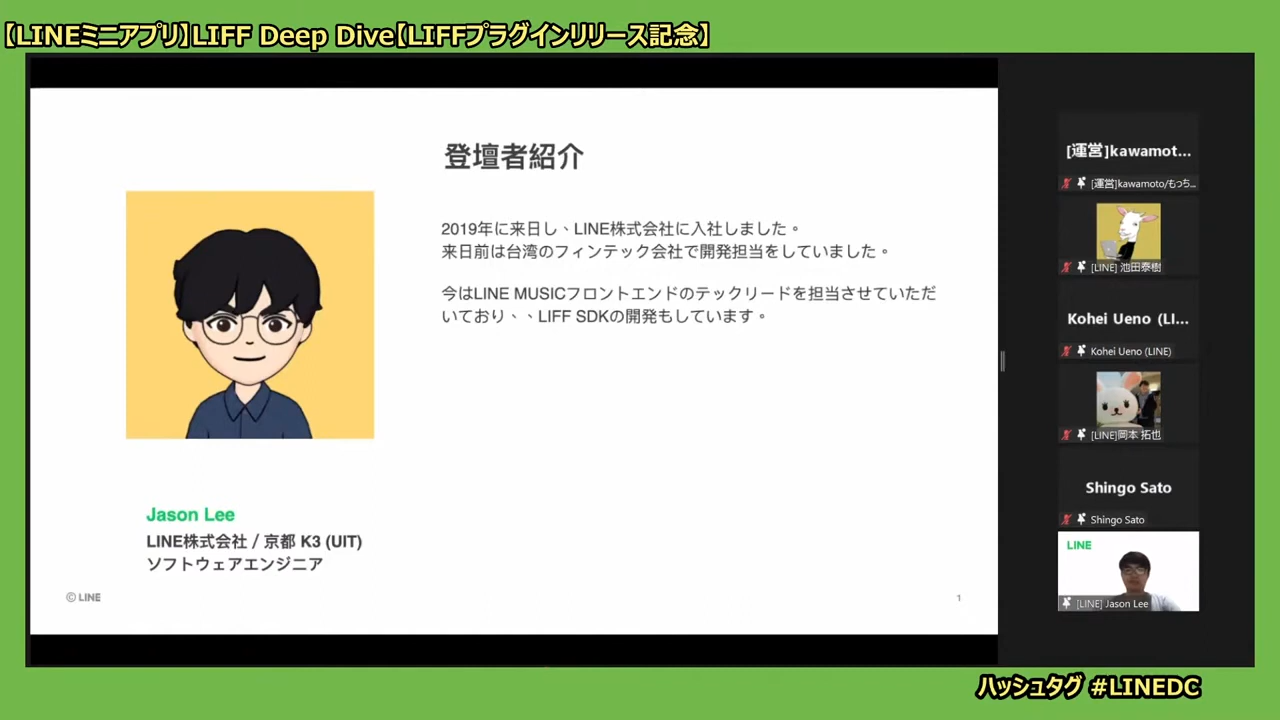 【LINEミニアプリ】LIFF Deep Dive【LIFFプラグインリリース記念】
登壇者紹介
2019年に来日し、LINE株式会社に入社しました。
来日前は台湾のフィンテック会社で開発担当をしていました。
今はLINE MUSICフロントエンドのテックリードを担当させていただ
いており、、LIFF SDKの開発もしています。
Jason Lee
LINE株式会社 / 京都 K3 (UIT)
ソフトウェアエンジニア
© LINE
1
[運営]kawamot...
[運営]kawamoto/もっち...
[LINE] 池田泰樹
Kohei Ueno (LI...
Kohei Ueno (LINE)
[LINE]岡本 拓也
Shingo Sato
Shingo Sato
LINE
[LINE] Jason Lee
ハッシュタグ #LINEDC